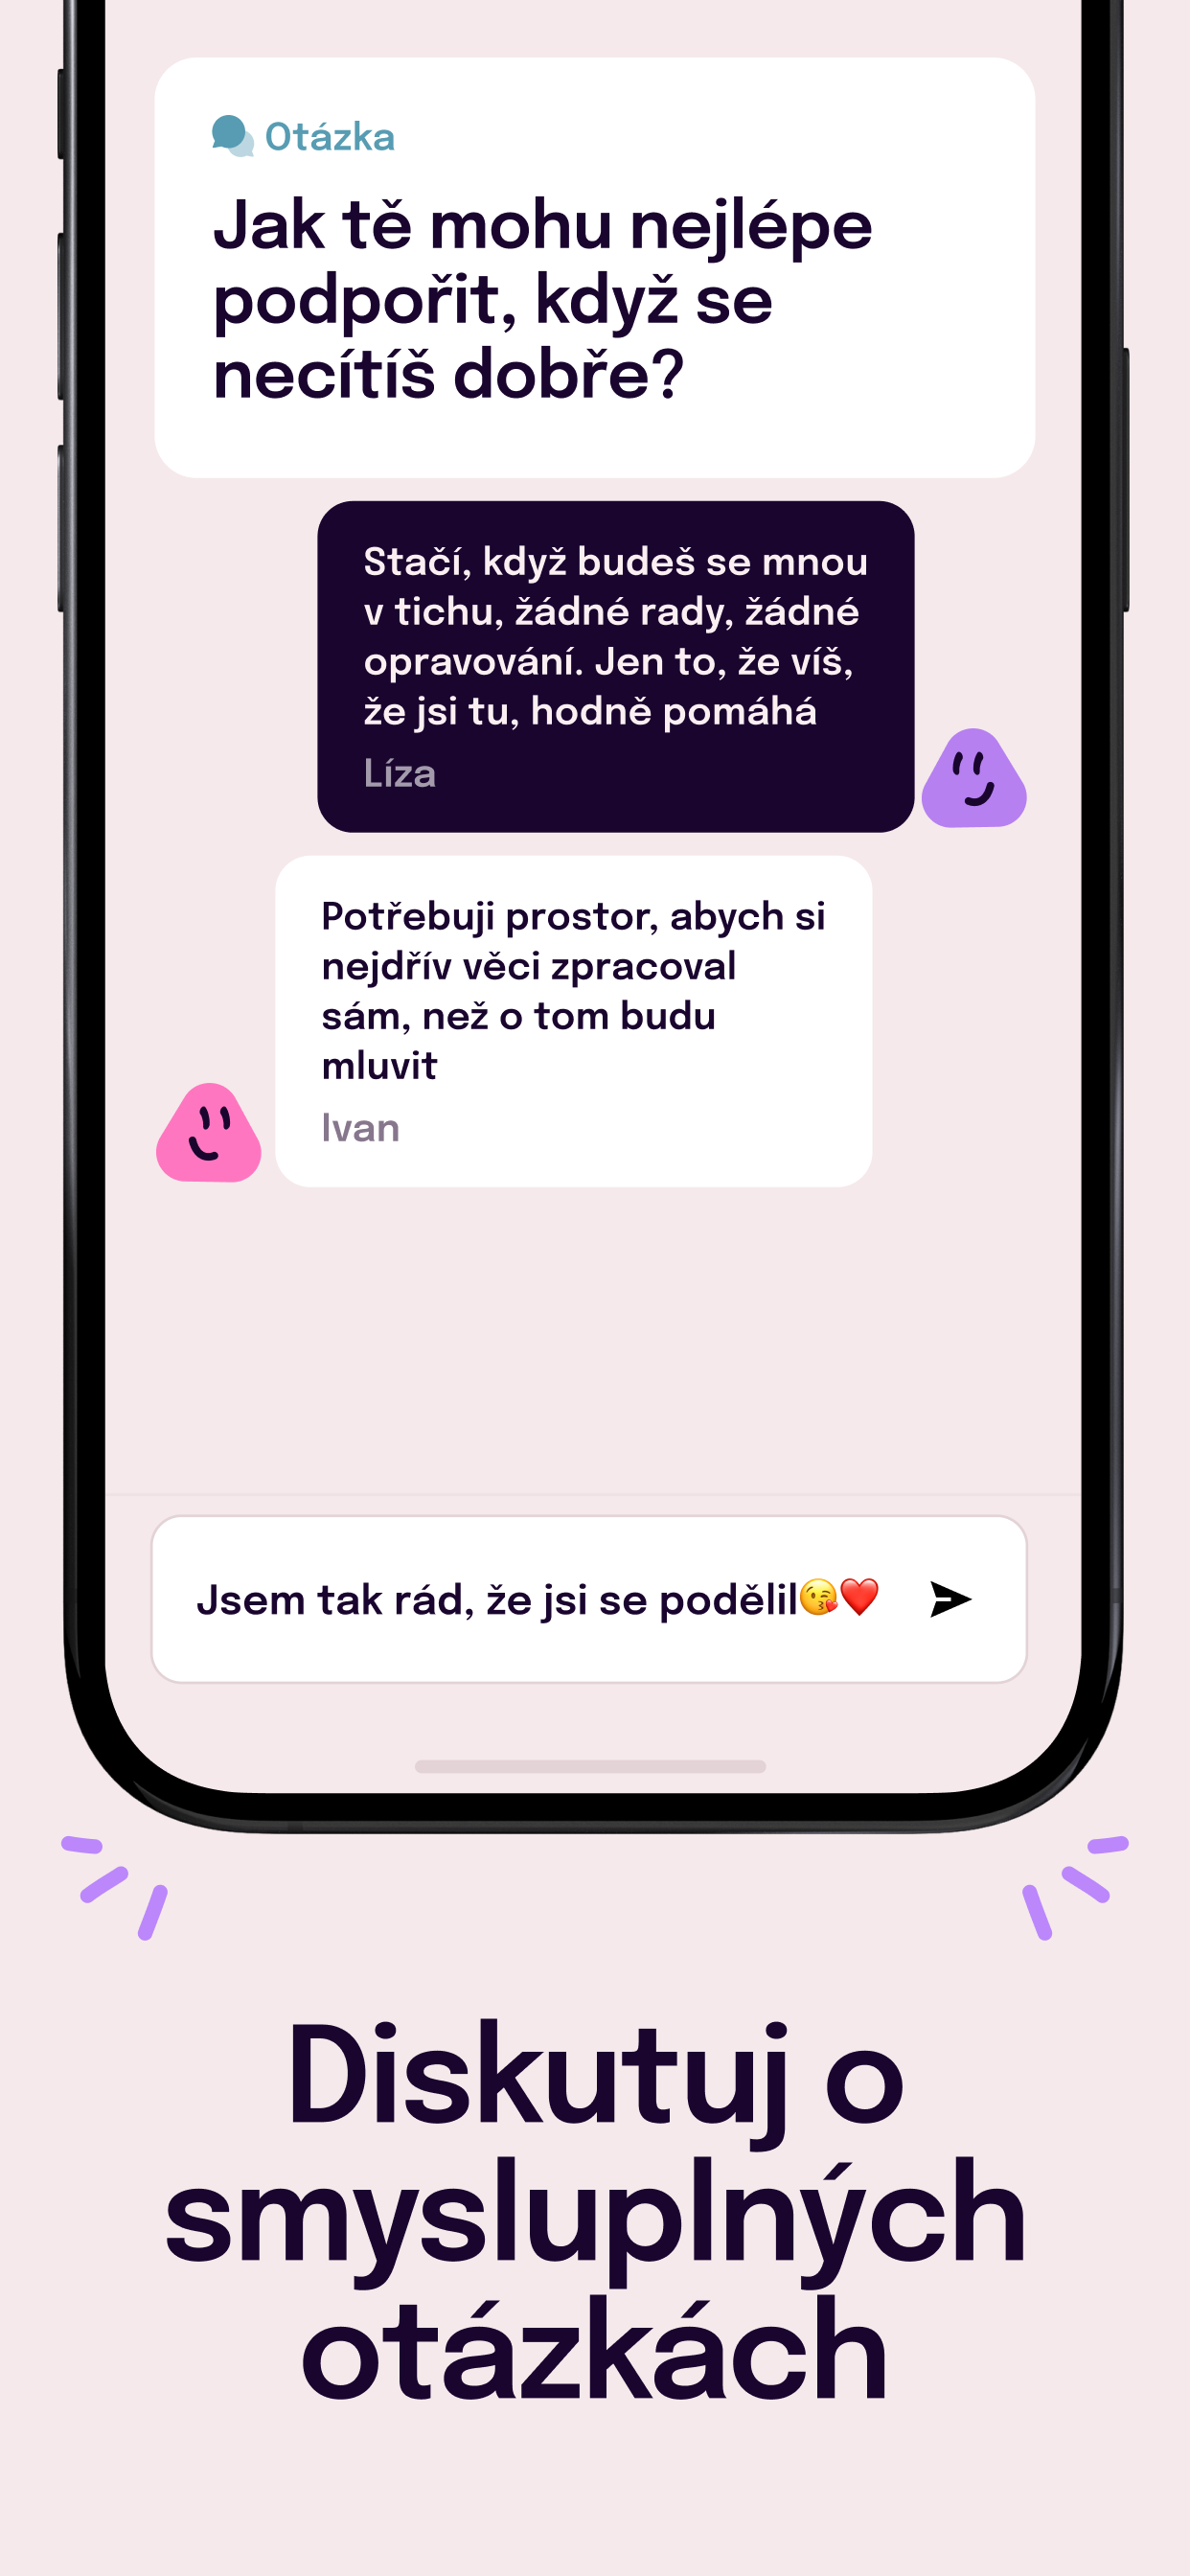 Otázka
Jak tě mohu nejlépe
podpořit, když se
necítíš dobře?
Stačí, když budeš se mnou
v tichu, žádné rady, žádné
opravování. Jen to, že víš,
že jsi tu, hodně pomáhá
Líza
Potřebuji prostor, abych si
nejdřív věci zpracoval
sám, než o tom budu
mluvit
Ivan
Jsem tak rád, že jsi se podělil😘❤️
Diskutuj o
smysluplných
otázkách